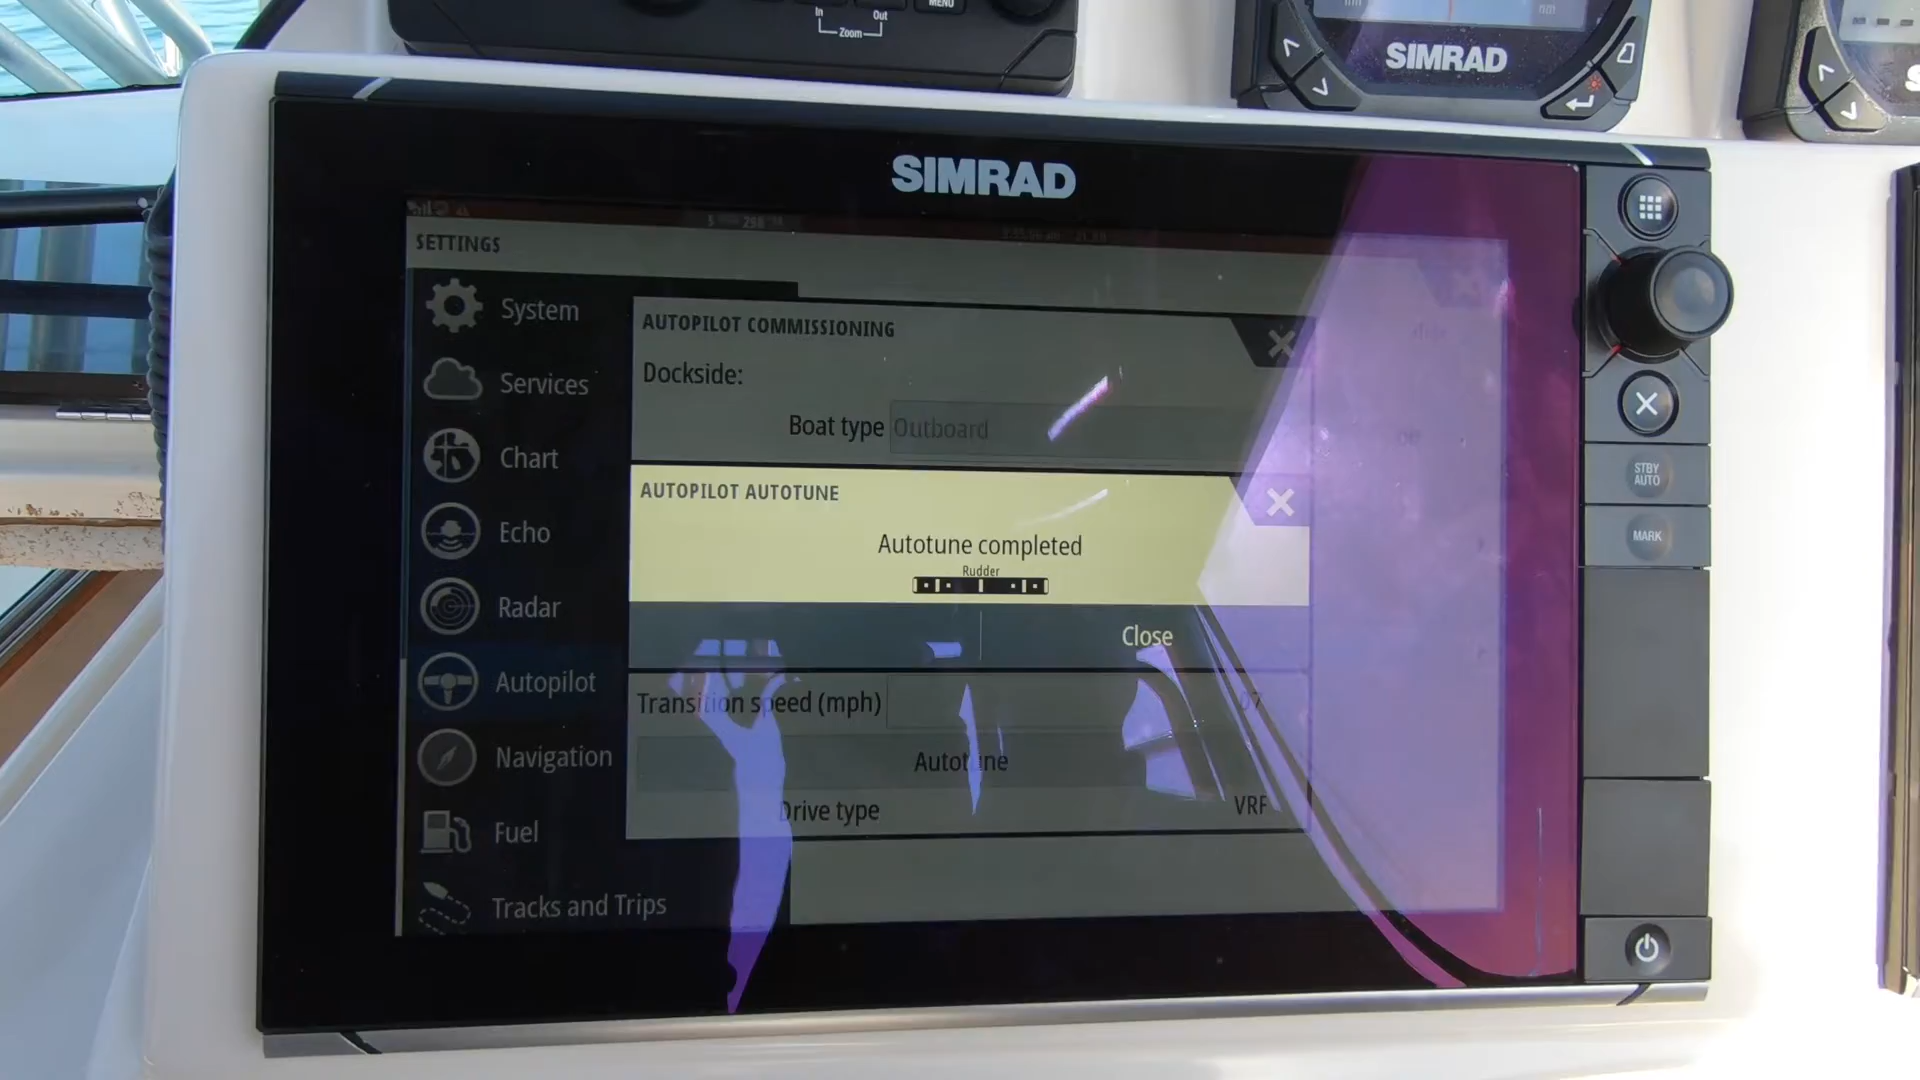 In Out MENU
Zoom
SIMRAD
SIMRAD
SETTINGS
System
Services
Chart
Echo
Radar
Autopilot
Navigation
Fuel
Tracks and Trips
AUTOPILOT COMMISSIONING
Dockside:
Boat type Outboard
AUTOPILOT AUTOTUNE
Autotune completed
Rudder
Close
Transition speed (mph) 07
Autotune
Drive type VRF
STBY
AUTO
MARK